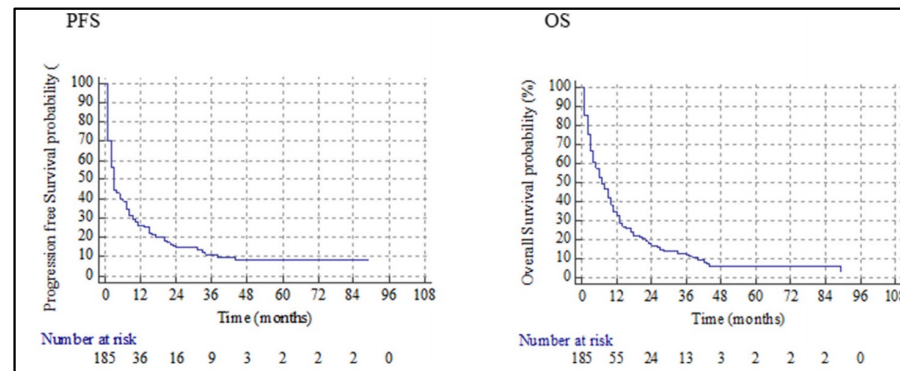 PFS
Progression free Survival probability (
100
90
80
70
60
50
40
30
20
10
0
0 12 24 36 48 60 72 84 96 108
Time (months)
Number at risk
185 36 16 9 3 2 2 2 0
OS
Overall Survival probability (%)
100
90
80
70
60
50
40
30
20
10
0
0 12 24 36 48 60 72 84 96 108
Time (months)
Number at risk
185 55 24 13 3 2 2 2 0